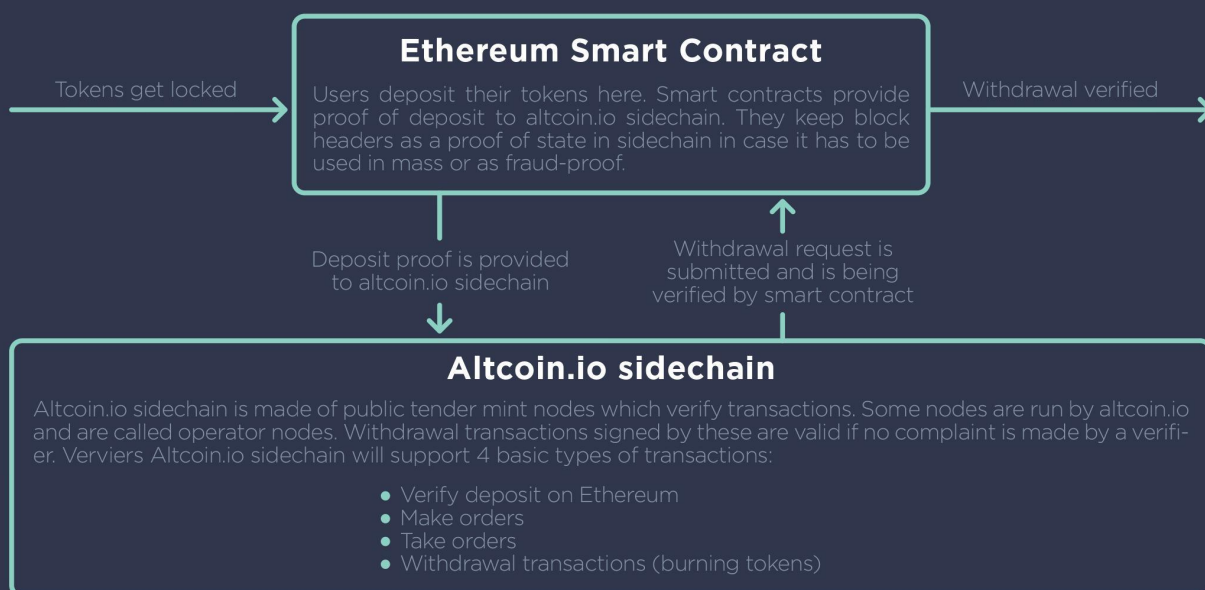 Ethereum Smart Contract
Tokens get locked
Users deposit their tokens here. Smart contracts provide
proof of deposit to altcoin.io sidechain. They keep block
headers as a proof of state in sidechain in case it has to be
used in mass or as fraud-proof.
Withdrawal verified
Deposit proof is provided
to altcoin.io sidechain
Withdrawal request is
submitted and is being
verified by smart contract
Altcoin.io sidechain
Altcoin.io sidechain is made of public tender mint nodes which verify transactions. Some nodes are run by altcoin.io
and are called operator nodes. Withdrawal transactions signed by these are valid if no complaint is made by a verifi-
er. Verviers Altcoin.io sidechain will support 4 basic types of transactions:
• Verify deposit on Ethereum
• Make orders
• Take orders
• Withdrawal transactions (burning tokens)